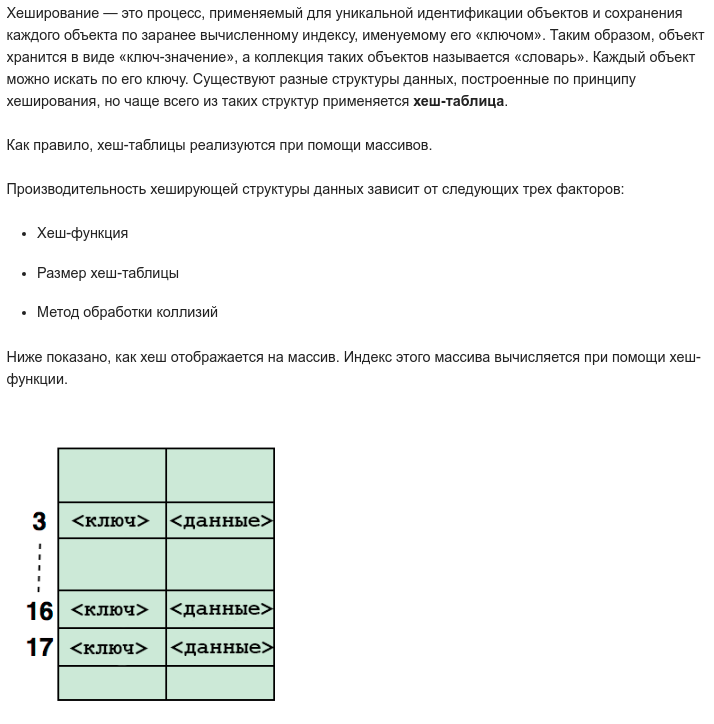 Хеширование — это процесс, применяемый для уникальной идентификации объектов и сохранения
каждого объекта по заранее вычисленному индексу, именуемому его «ключом». Таким образом, объект
хранится в виде «ключ-значение», а коллекция таких объектов называется «словарь». Каждый объект
можно искать по его ключу. Существуют разные структуры данных, построенные по принципу
хеширования, но чаще всего из таких структур применяется хеш-таблица.
Как правило, хеш-таблицы реализуются при помощи массивов.
Производительность хеширующей структуры данных зависит от следующих трех факторов:
• Хеш-функция
• Размер хеш-таблицы
• Метод обработки коллизий
Ниже показано, как хеш отображается на массив. Индекс этого массива вычисляется при помощи хеш-
функции.
3 <ключ> <данные>
16 <ключ> <данные>
17 <ключ> <данные>